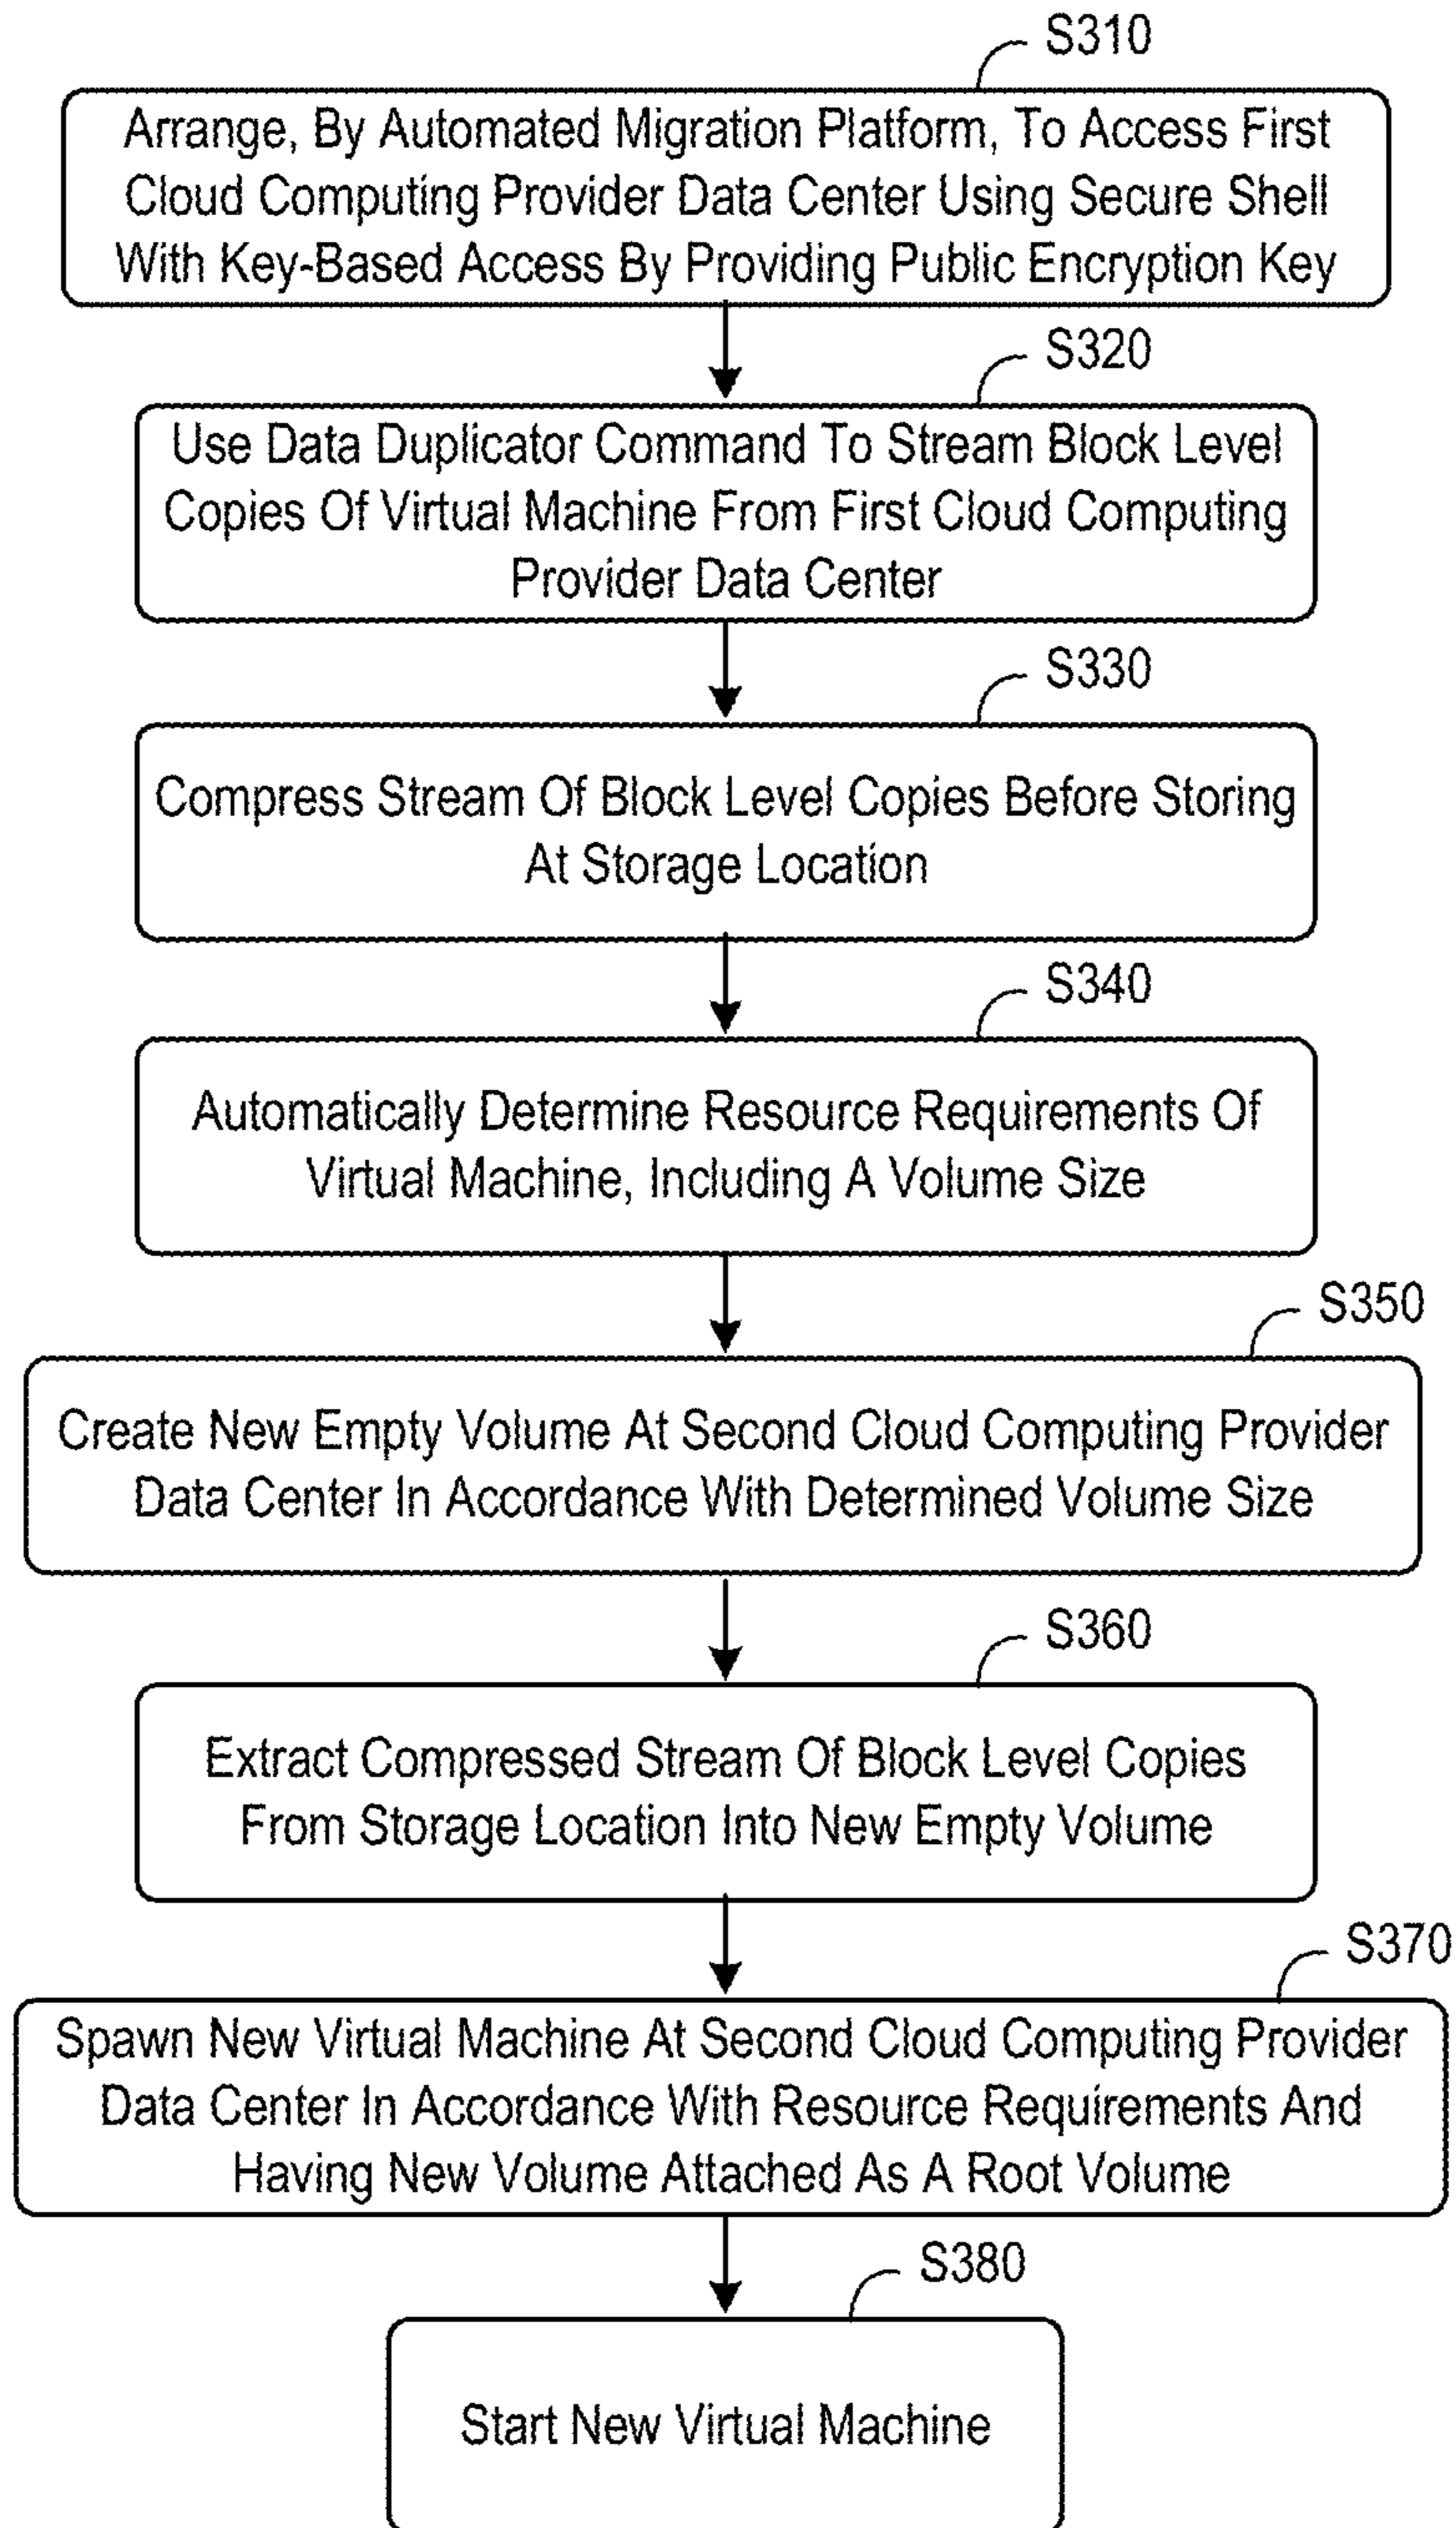 S310
Arrange, By Automated Migration Platform, To Access First
Cloud Computing Provider Data Center Using Secure Shell
With Key-Based Access By Providing Public Encryption Key
S320
Use Data Duplicator Command To Stream Block Level
Copies Of Virtual Machine From First Cloud Computing
Provider Data Center
S330
Compress Stream Of Block Level Copies Before Storing
At Storage Location
S340
Automatically Determine Resource Requirements Of
Virtual Machine, Including A Volume Size
S350
Create New Empty Volume At Second Cloud Computing Provider
Data Center In Accordance With Determined Volume Size
S360
Extract Compressed Stream Of Block Level Copies
From Storage Location Into New Empty Volume
S370
Spawn New Virtual Machine At Second Cloud Computing Provider
Data Center In Accordance With Resource Requirements And
Having New Volume Attached As A Root Volume
S380
Start New Virtual Machine